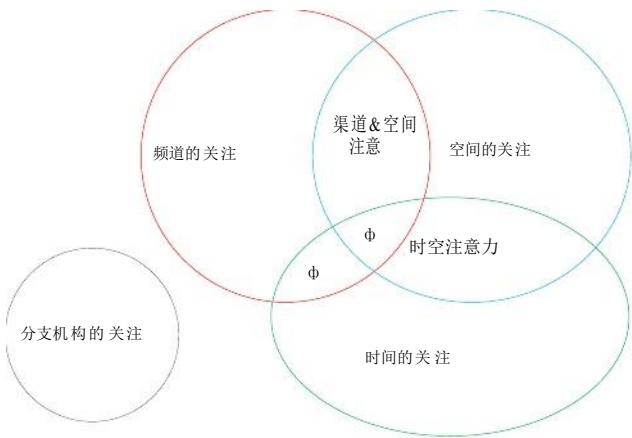 渠道&空间
注意
频道的关注
空间的关注
ф
时空注意力
ф
分支机构的关注
时间的关注